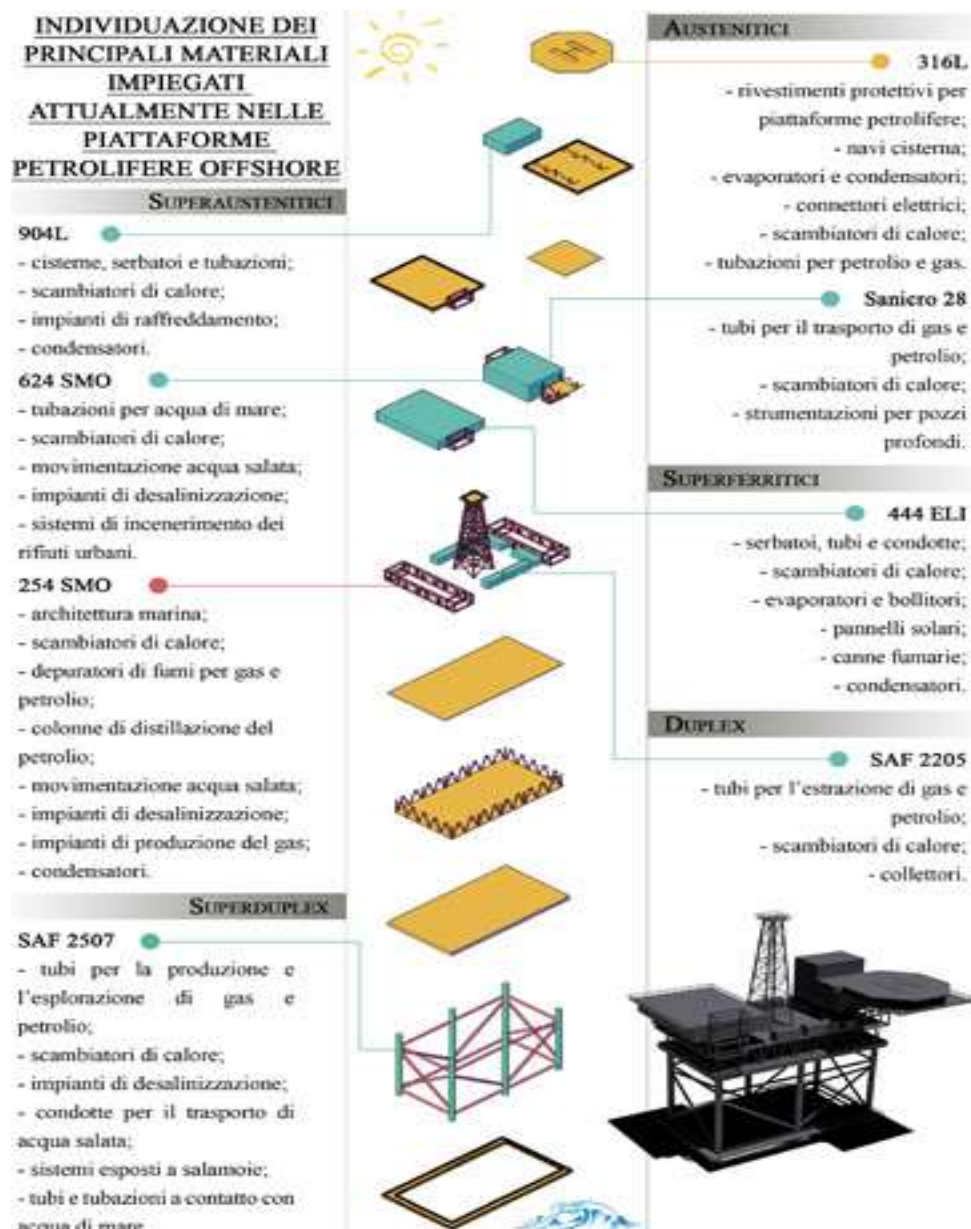 INDIVIDUAZIONE DEI
PRINCIPALI MATERIALI
IMPIEGATI
ATTUALMENTE NELLE
PIATTAFORME
PETROLIFERE OFFSHORE
SUPERAUSTENITICI
904L
- cisterne, serbatoi e tubazioni;
- scambiatori di calore;
- impianti di raffreddamento;
- condensatori.
624 SMO
- tubazioni per acqua di mare;
- scambiatori di calore;
- movimentazione acqua salata;
- impianti di desalinizzazione;
- sistemi di incenerimento dei
rifiuti urbani.
254 SMO
- architettura marina;
- scambiatori di calore;
- depuratori di fumi per gas e
petrolio;
- colonne di distillazione del
petrolio;
- movimentazione acqua salata;
- impianti di desalinizzazione;
- impianti di produzione del gas;
- condensatori.
SUPERDUPLEX
SAF 2507
- tubi per la produzione e
l'esplorazione di gas e
petrolio;
- scambiatori di calore;
- impianti di desalinizzazione;
- condotte per il trasporto di
acqua salata;
- sistemi esposti a salamoie;
- tubi e tubazioni a contatto con
acqua di mare
H
AUSTENITICI
316L
- rivestimenti protettivi per
piattaforme petrolifere;
- navi cisterna;
- evaporatori e condensatori;
- connettori elettrici;
- scambiatori di calore;
- tubazioni per petrolio e gas.
Sanicro 28
- tubi per il trasporto di gas e
petrolio;
- scambiatori di calore;
- strumentazioni per pozzi
profondi.
SUPERFERRITICI
444 ELI
- serbatoi, tubi e condotte;
- scambiatori di calore;
- evaporatori e bollitori;
- pannelli solari;
- canne fumarie;
- condensatori.
DUPLEX
SAF 2205
- tubi per l'estrazione di gas e
petrolio;
- scambiatori di calore;
- collettori.